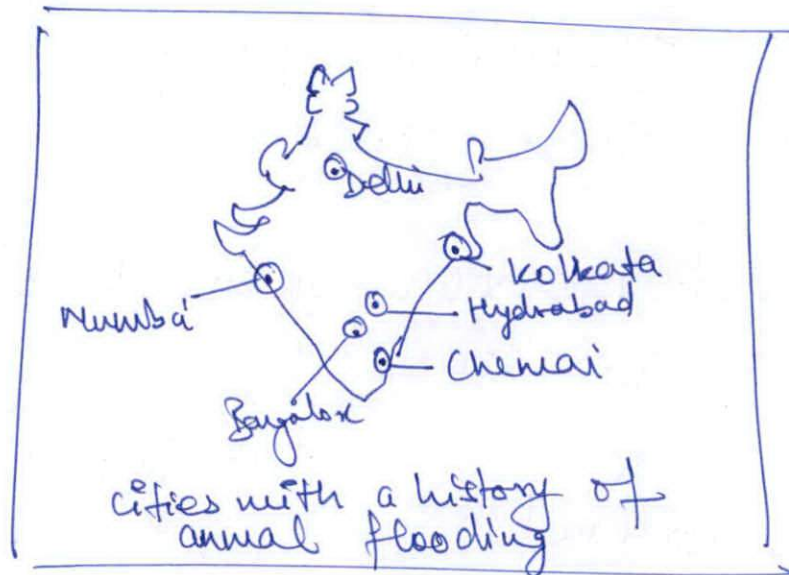 Delhi
Kolkata
Mumbai
Hydrabad
Chennai
Bangalore
cities with a history of
annual flooding